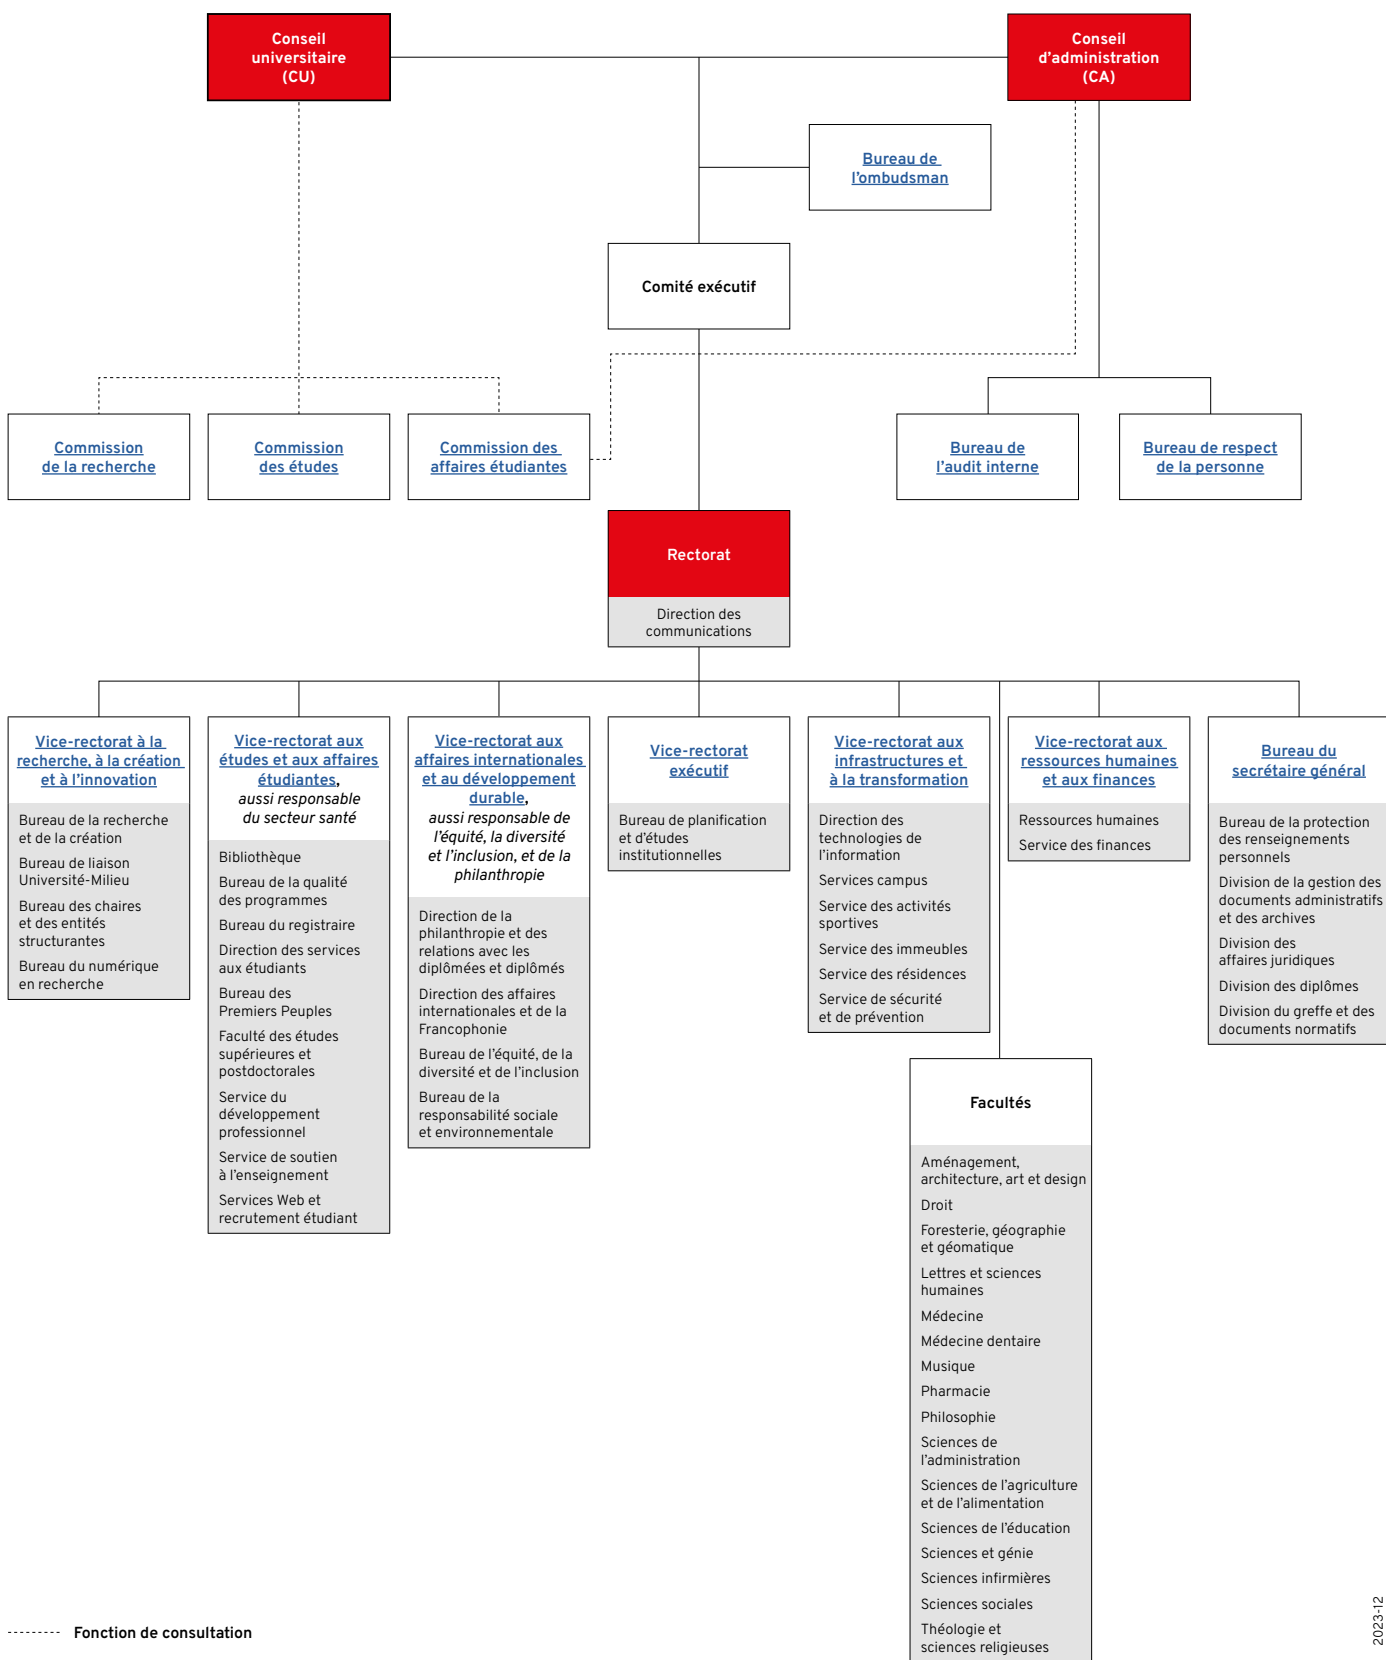 Conseil
universitaire
(CU)
Conseil
d'administration
(CA)
Bureau de
l'ombudsman
Comité exécutif
Commission
de la recherche
Commission
des études
Commission des
affaires étudiantes
Bureau de
l'audit interne
Bureau de respect
de la personne
Rectorat
Direction des
communications
Vice-rectorat à la
recherche, à la création
et à l'innovation
Bureau de la recherche
et de la création
Bureau de liaison
Université-Milieu
Bureau des chaires
et des entités
structurantes
Bureau du numérique
en recherche
Vice-rectorat aux
études et aux affaires
étudiantes,
aussi responsable
du secteur santé
Bibliothèque
Bureau de la qualité
des programmes
Bureau du registraire
Direction des services
aux étudiants
Bureau des
Premiers Peuples
Faculté des études
supérieures et
postdoctorales
Service du
développement
professionnel
Service de soutien
à l'enseignement
Services Web et
recrutement étudiant
Vice-rectorat aux
affaires internationales
et au développement
durable,
aussi responsable de
l'équité, la diversité
et l'inclusion, et de la
philanthropie
Direction de la
philanthropie et des
relations avec les
diplômées et diplômés
Direction des affaires
internationales et de la
Francophonie
Bureau de l'équité, de la
diversité et de l'inclusion
Bureau de la
responsabilité sociale
et environnementale
Vice-rectorat
exécutif
Bureau de planification
et d'études
institutionnelles
Vice-rectorat aux
infrastructures et
à la transformation
Direction des
technologies de
l'information
Services campus
Service des activités
sportives
Service des immeubles
Service des résidences
Service de sécurité
et de prévention
Vice-rectorat aux
ressources humaines
et aux finances
Ressources humaines
Service des finances
Bureau du
secrétaire général
Bureau de la protection
des renseignements
personnels
Division de la gestion des
documents administratifs
et des archives
Division des
affaires juridiques
Division des diplômes
Division du greffe et des
documents normatifs
Facultés
Aménagement,
architecture, art et design
Droit
Foresterie, géographie
et géomatique
Lettres et sciences
humaines
Médecine
Médecine dentaire
Musique
Pharmacie
Philosophie
Sciences de
l'administration
Sciences de l'agriculture
et de l'alimentation
Sciences de l'éducation
Sciences et génie
Sciences infirmières
Sciences sociales
Théologie et
sciences religieuses
Fonction de consultation
2023-12